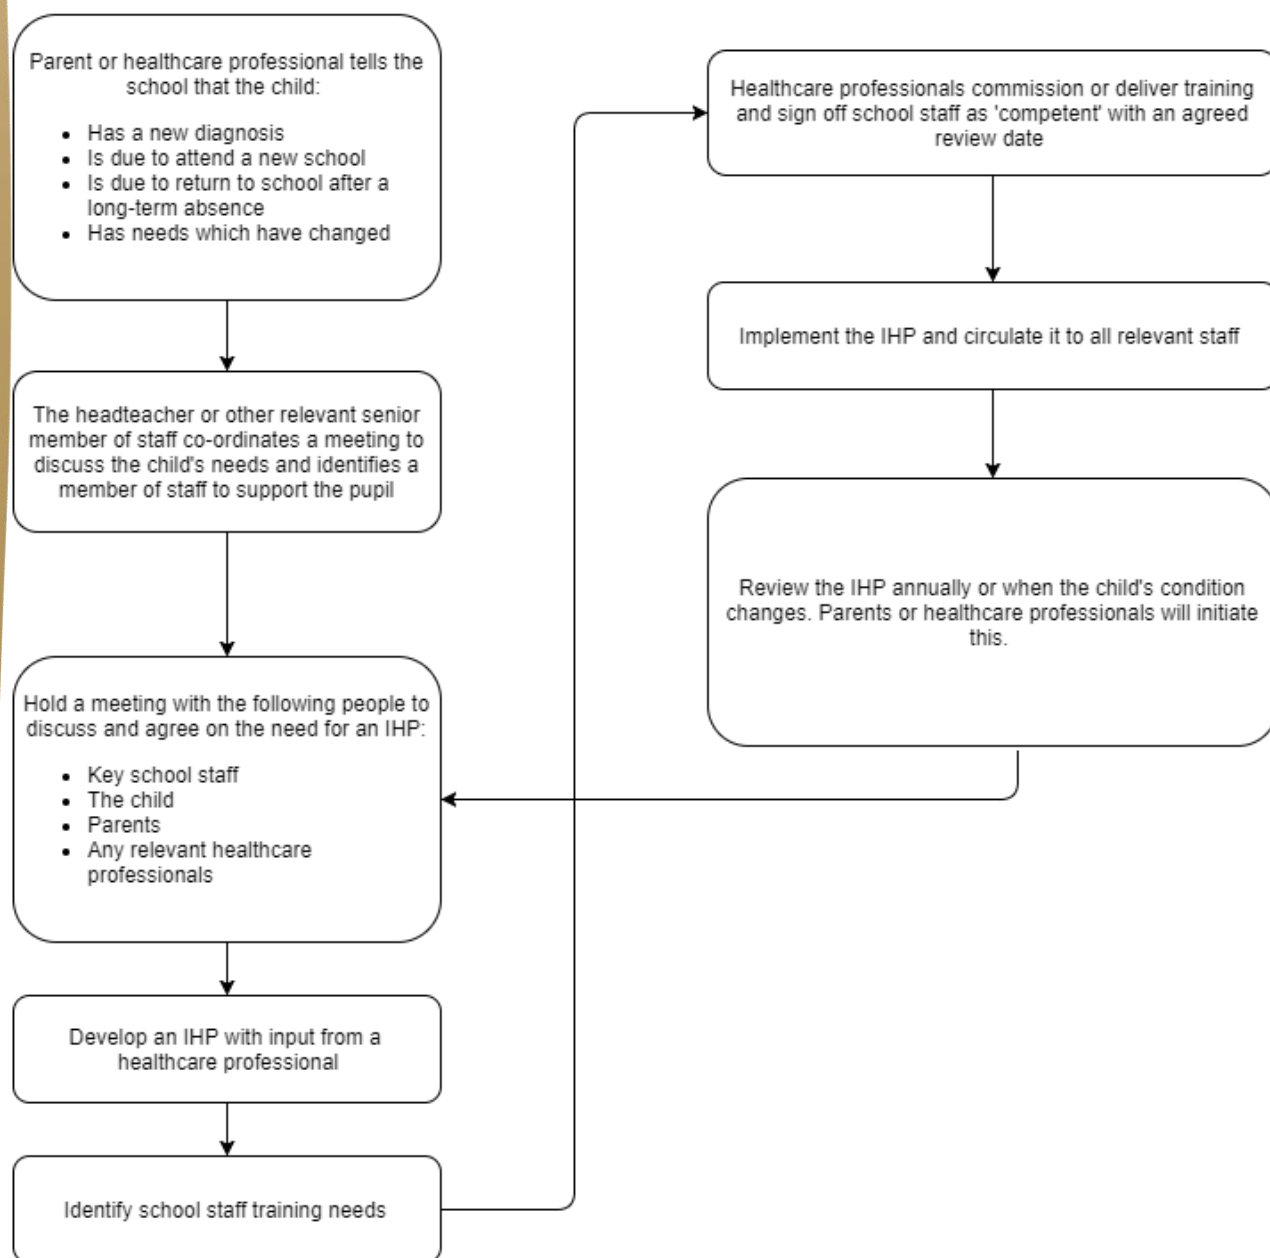 Parent or healthcare professional tells the
school that the child:
• Has a new diagnosis
• Is due to attend a new school
• Is due to return to school after a
long-term absence
• Has needs which have changed
The headteacher or other relevant senior
member of staff co-ordinates a meeting to
discuss the child's needs and identifies a
member of staff to support the pupil
Hold a meeting with the following people to
discuss and agree on the need for an IHP:
• Key school staff
• The child
• Parents
• Any relevant healthcare
professionals
Develop an IHP with input from a
healthcare professional
Identify school staff training needs
Healthcare professionals commission or deliver training
and sign off school staff as 'competent' with an agreed
review date
Implement the IHP and circulate it to all relevant staff
Review the IHP annually or when the child's condition
changes. Parents or healthcare professionals will initiate
this.